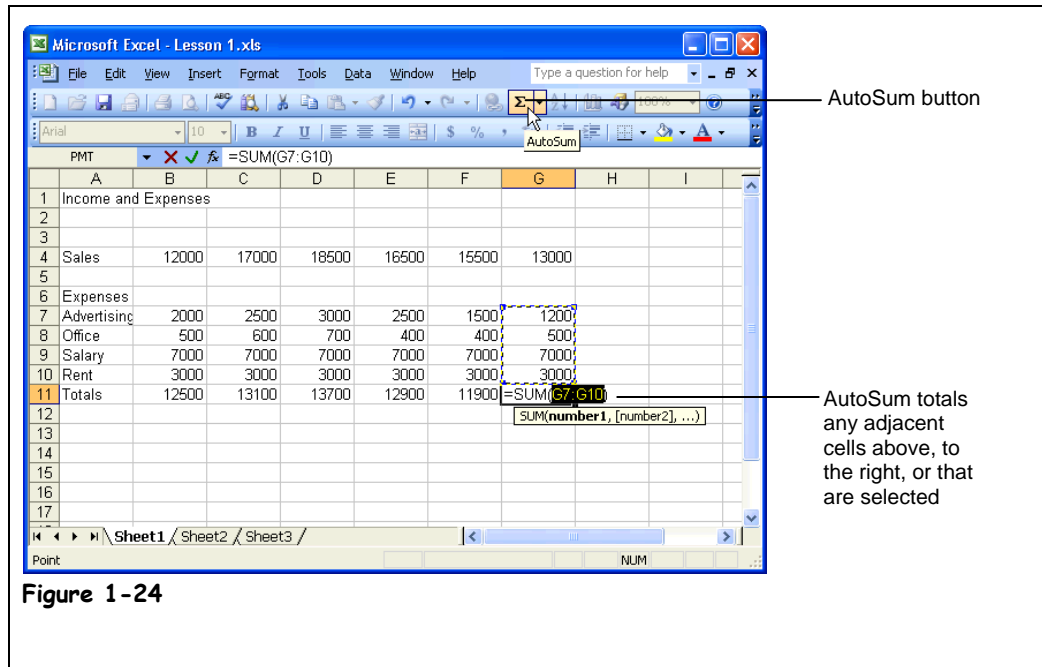 Microsoft Excel - Lesson 1.xls
File Edit View Insert Format Tools Data Window Help Type a question for help
100%
Arial 10 B I U $ % ,
AutoSum
PMT =SUM(G7:G10)
A B C D E F G H I
1 Income and Expenses
2
3
4 Sales 12000 17000 18500 16500 15500 13000
5
6 Expenses
7 Advertising 2000 2500 3000 2500 1500 1200
8 Office 500 600 700 400 400 500
9 Salary 7000 7000 7000 7000 7000 7000
10 Rent 3000 3000 3000 3000 3000 3000
11 Totals 12500 13100 13700 12900 11900 =SUM(G7:G10)
12
SUM(number1, [number2], ...)
13
14
15
16
17
Sheet1 Sheet2 Sheet3
Point NUM
AutoSum button
AutoSum totals
any adjacent
cells above, to
the right, or that
are selected
Figure 1-24